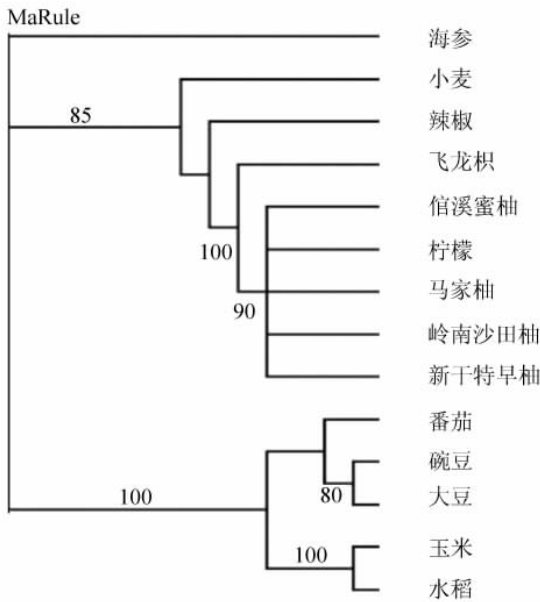 MaRule
海参
小麦
85
辣椒
飞龙枳
倌溪蜜柚
100
柠檬
马家柚
90
岭南沙田柚
新干特早柚
番茄
碗豆
80
大豆
100
玉米
100
水稻